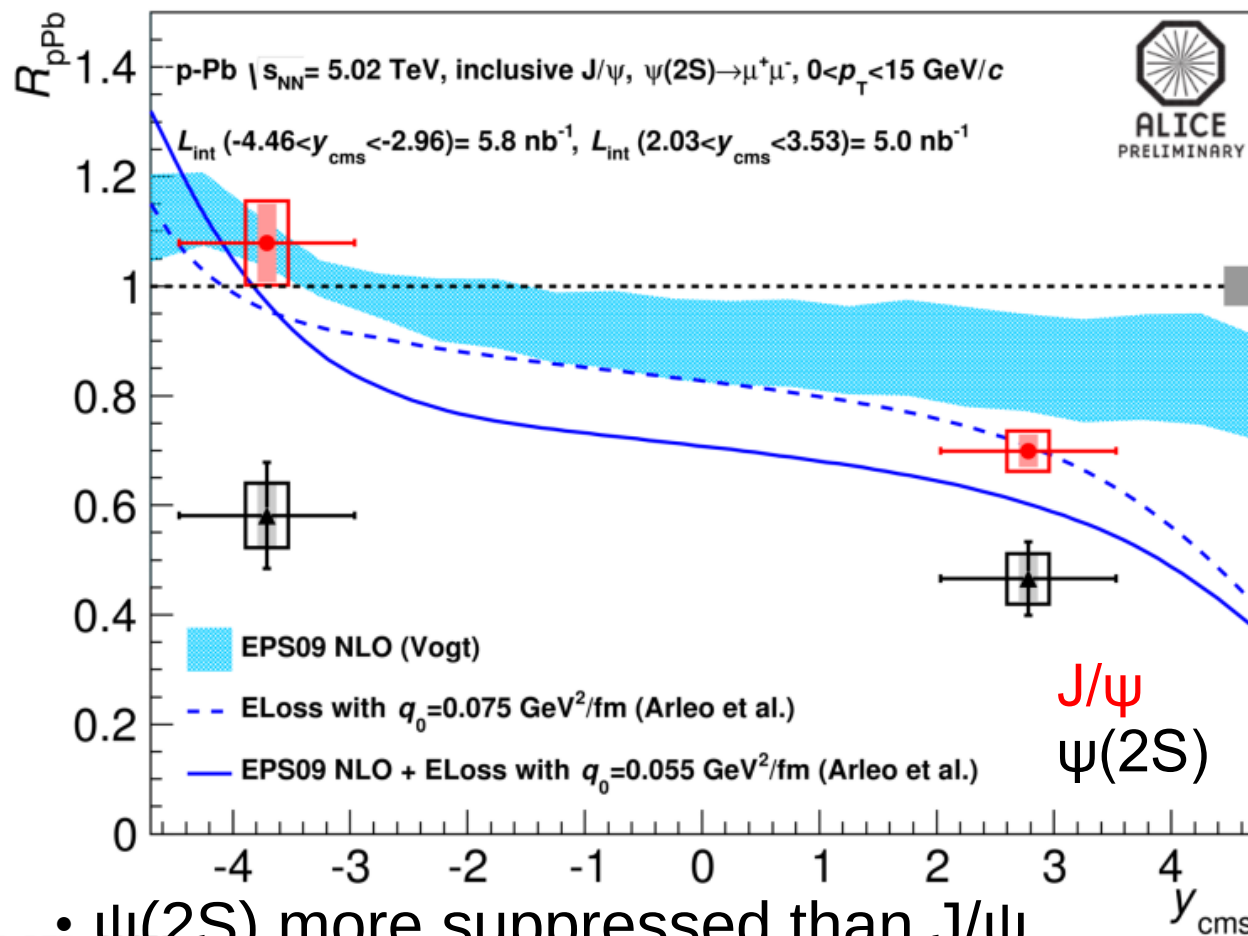 R_pPb
1.4
p-Pb √s_NN= 5.02 TeV, inclusive J/ψ, ψ(2S)→μ⁺μ⁻, 0<p_T<15 GeV/c
L_int (-4.46<y_cms<-2.96)= 5.8 nb⁻¹, L_int (2.03<y_cms<3.53)= 5.0 nb⁻¹
ALICE
PRELIMINARY
1.2
1
0.8
0.6
0.4
EPS09 NLO (Vogt)
J/ψ
ELoss with q₀=0.075 GeV²/fm (Arleo et al.)
0.2
ψ(2S)
EPS09 NLO + ELoss with q₀=0.055 GeV²/fm (Arleo et al.)
0
-4 -3 -2 -1 0 1 2 3 4
y_cms
• ψ(2S) more suppressed than J/ψ